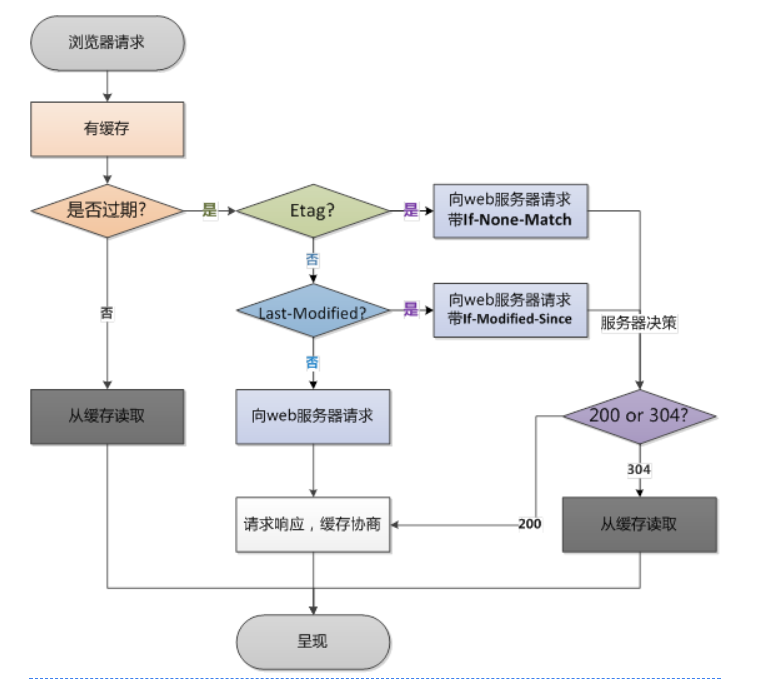 浏览器请求
有缓存
是否过期?
是
Etag?
是
向web服务器请求
带If-None-Match
否
否
Last-Modified?
是
向web服务器请求
带If-Modified-Since
服务器决策
否
从缓存读取
向web服务器请求
200 or 304?
304
请求响应，缓存协商
200
从缓存读取
呈现